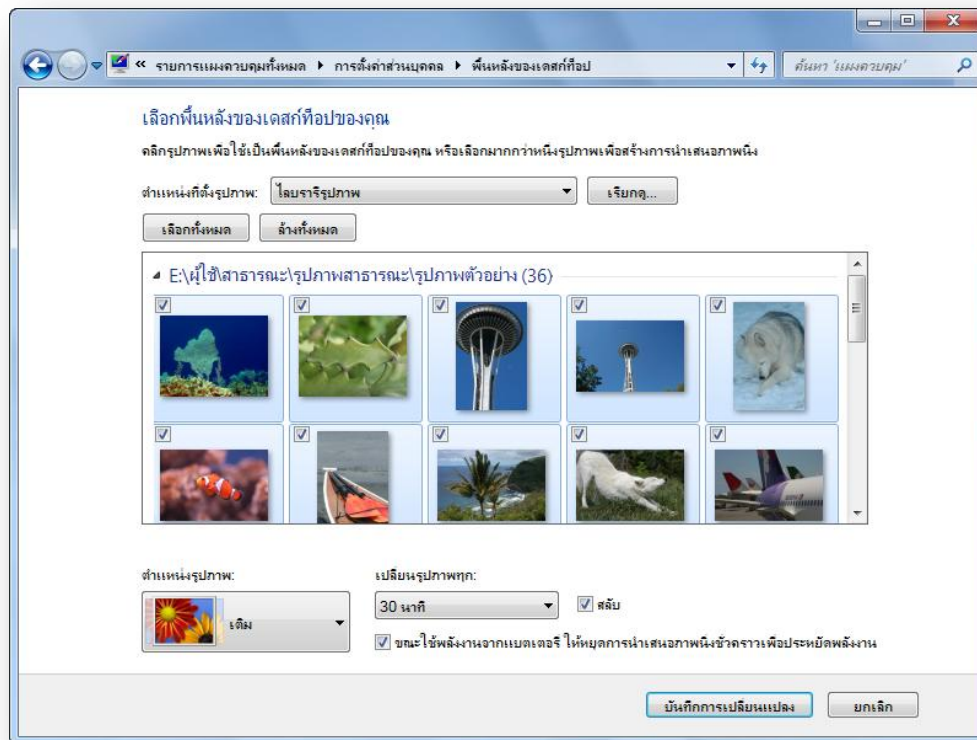 « รายการแผงควบคุมทั้งหมด ▸ การตั้งค่าส่วนบุคคล ▸ พื้นหลังของเดสก์ท็อป
ค้นหา 'แผงควบคุม'
เลือกพื้นหลังของเดสก์ท็อปของคุณ
คลิกรูปภาพเพื่อใช้เป็นพื้นหลังของเดสก์ท็อปของคุณ หรือเลือกมากกว่าหนึ่งรูปภาพเพื่อสร้างการนำเสนอภาพนิ่ง
ตำแหน่งที่ตั้งรูปภาพ: ไลบรารีรูปภาพ เรียกดู...
เลือกทั้งหมด ล้างทั้งหมด
E:\ผู้ใช้\สาธารณะ\รูปภาพสาธารณะ\รูปภาพตัวอย่าง (36)
ตำแหน่งรูปภาพ: เปลี่ยนรูปภาพทุก:
เติม 30 นาที สลับ
ขณะใช้พลังงานจากแบตเตอรี่ ให้หยุดการนำเสนอภาพนิ่งชั่วคราวเพื่อประหยัดพลังงาน
บันทึกการเปลี่ยนแปลง ยกเลิก